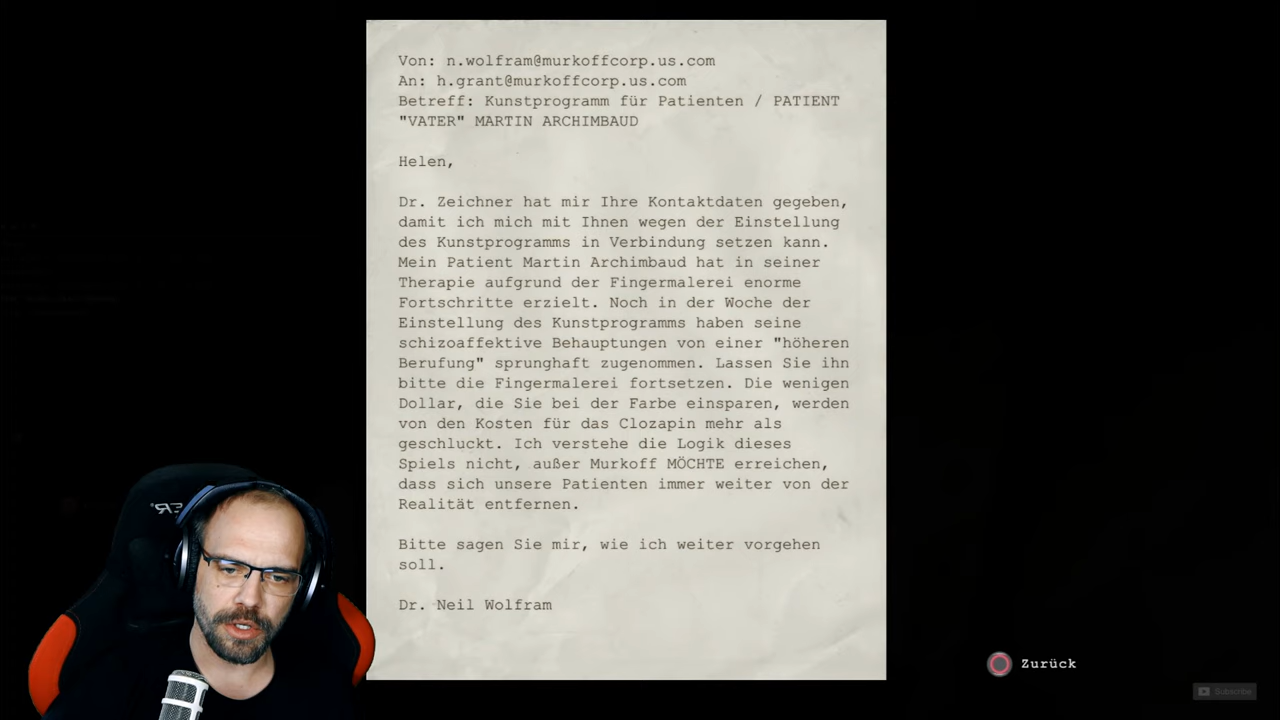 Von: n.wolfram@murkoffcorp.us.com
An: h.grant@murkoffcorp.us.com
Betreff: Kunstprogramm für Patienten / PATIENT
"VATER" MARTIN ARCHIMBAUD
Helen,
Dr. Zeichner hat mir Ihre Kontaktdaten gegeben,
damit ich mich mit Ihnen wegen der Einstellung
des Kunstprogramms in Verbindung setzen kann.
Mein Patient Martin Archimbaud hat in seiner
Therapie aufgrund der Fingermalerei enorme
Fortschritte erzielt. Noch in der Woche der
Einstellung des Kunstprogramms haben seine
schizoaffektive Behauptungen von einer "höheren
Berufung" sprunghaft zugenommen. Lassen Sie ihn
bitte die Fingermalerei fortsetzen. Die wenigen
Dollar, die Sie bei der Farbe einsparen, werden
von den Kosten für das Clozapin mehr als
geschluckt. Ich verstehe die Logik dieses
Spiels nicht, außer Murkoff MÖCHTE erreichen,
dass sich unsere Patienten immer weiter von der
Realität entfernen.
Bitte sagen Sie mir, wie ich weiter vorgehen
soll.
Dr. Neil Wolfram
Zurück
Subscribe